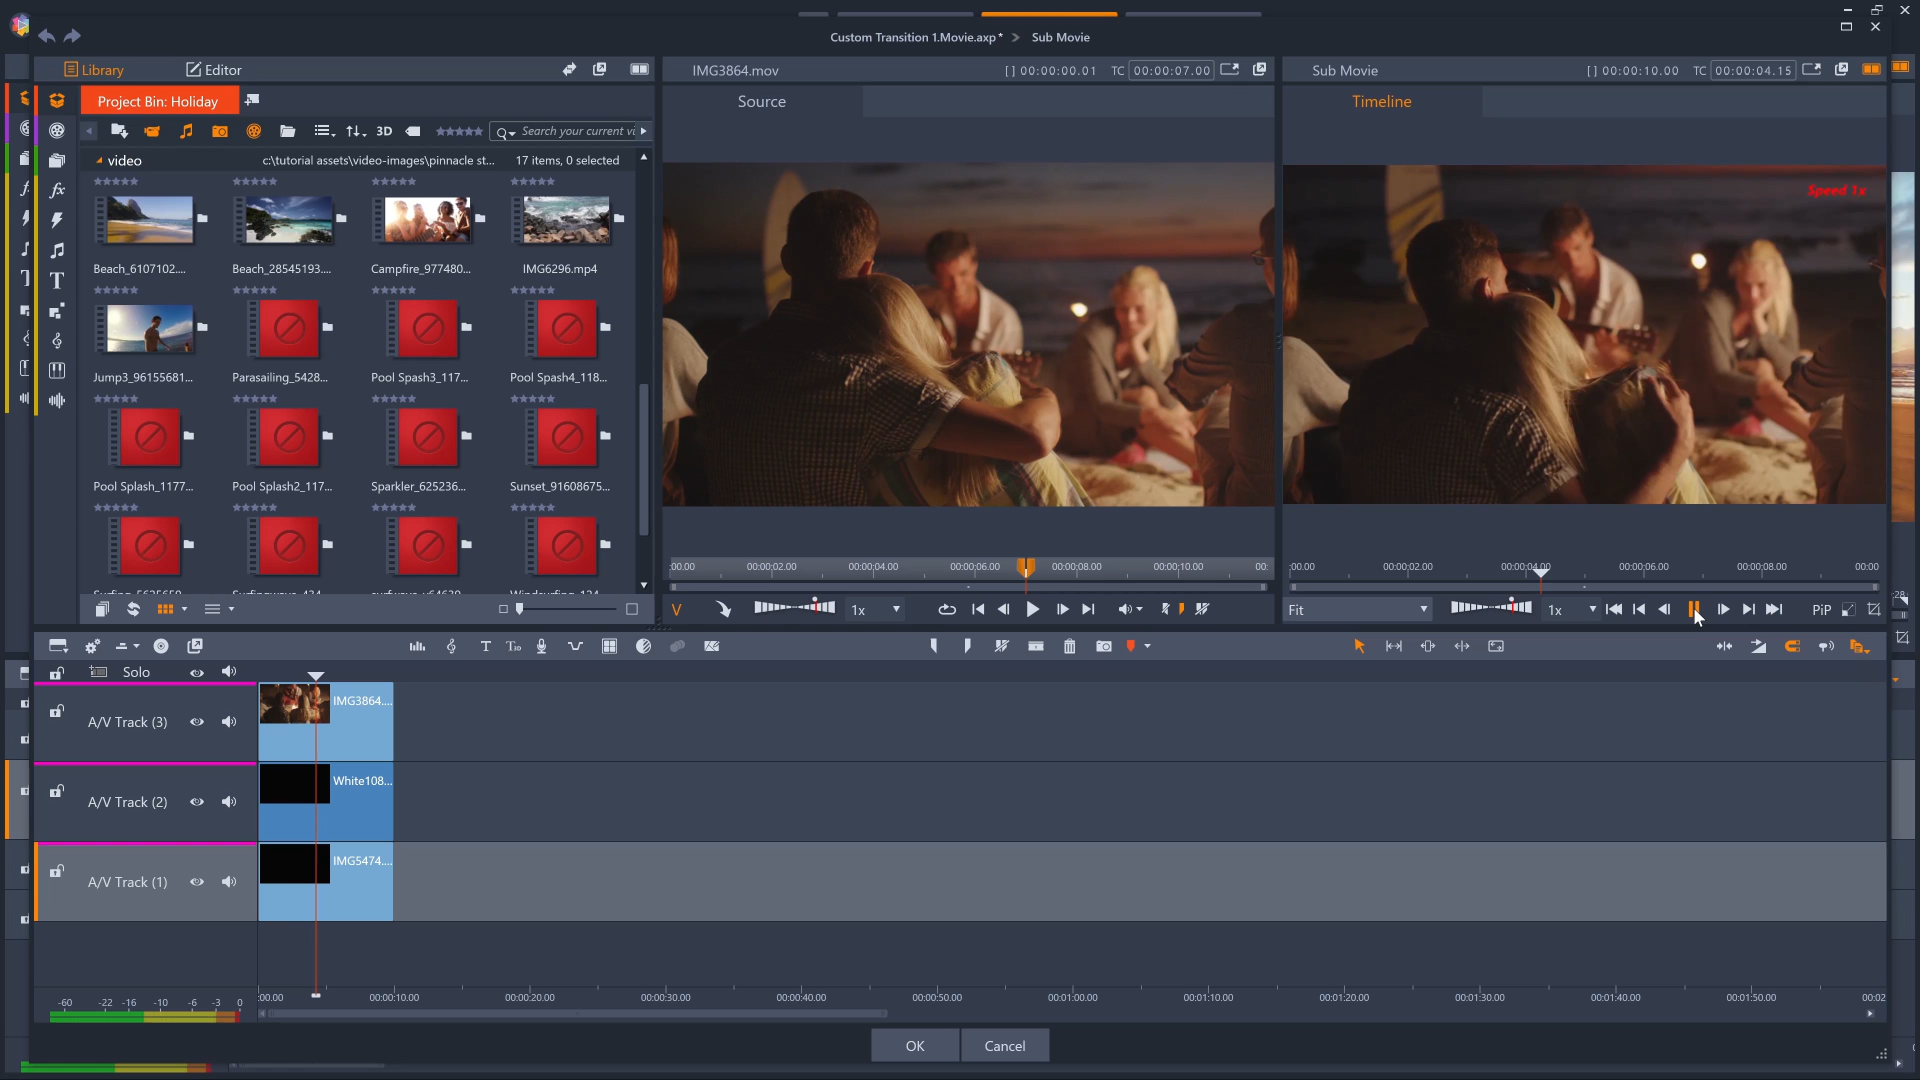 Custom Transition 1.Movie.axp* > Sub Movie
Library
Editor
IMG3864.mov
[ ] 00:00:00.01
TC 00:00:07.00
Sub Movie
[ ] 00:00:10.00
TC 00:00:04.15
Project Bin: Holiday
Source
Timeline
3D
Search your current vi
video
c:\tutorial assets\video-images\pinnacle st...
17 items, 0 selected
Speed 1x
Beach_6107102....
Beach_28545193....
Campfire_977480...
IMG6296.mp4
Jump3_96155681...
Parasailing_5428...
Pool Spash3_117...
Pool Spash4_118...
Pool Splash_1177...
Pool Splash2_117...
Sparkler_625236...
Sunset_91608675...
:00.00
00:00:02.00
00:00:04.00
00:00:06.00
00:00:08.00
00:00:10.00
00:
:00.00
00:00:02.00
00:00:04.00
00:00:06.00
00:00:08.00
00:00
V
1x
Fit
1x
PiP
Solo
A/V Track (3)
IMG3864....
A/V Track (2)
White108...
A/V Track (1)
IMG5474....
-60 -22 -16 -10 -6 -3 0
:00.00
00:00:10.00
00:00:20.00
00:00:30.00
00:00:40.00
00:00:50.00
00:01:00.00
00:01:10.00
00:01:20.00
00:01:30.00
00:01:40.00
00:01:50.00
00:02
OK
Cancel